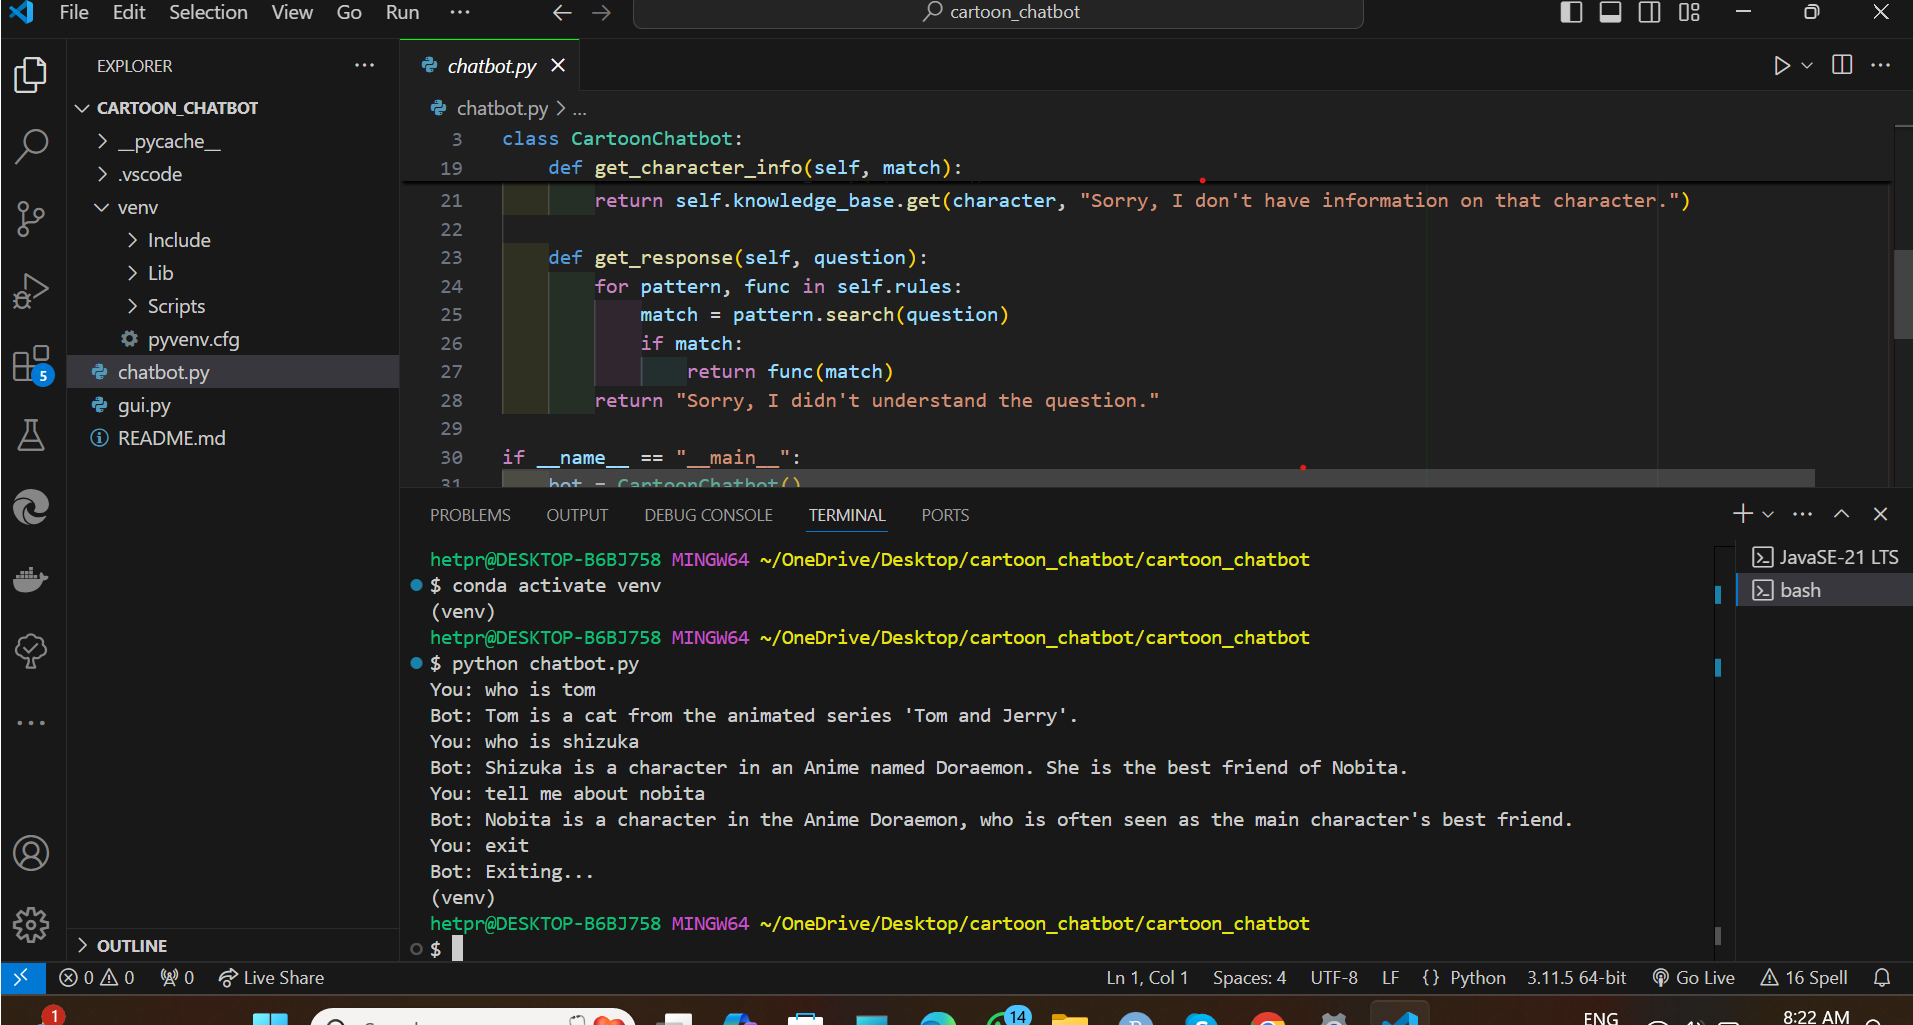 File Edit Selection View Go Run ··· cartoon_chatbot
EXPLORER
CARTOON_CHATBOT
__pycache__
.vscode
venv
Include
Lib
Scripts
pyvenv.cfg
chatbot.py
gui.py
README.md
OUTLINE
5
chatbot.py
chatbot.py > ...
3 class CartoonChatbot:
19 def get_character_info(self, match):
21 return self.knowledge_base.get(character, "Sorry, I don't have information on that character.")
22
23 def get_response(self, question):
24 for pattern, func in self.rules:
25 match = pattern.search(question)
26 if match:
27 return func(match)
28 return "Sorry, I didn't understand the question."
29
30 if __name__ == "__main__":
31 bot = CartoonChatbot()
PROBLEMS OUTPUT DEBUG CONSOLE TERMINAL PORTS
hetpr@DESKTOP-B6BJ758 MINGW64 ~/OneDrive/Desktop/cartoon_chatbot/cartoon_chatbot
$ conda activate venv
(venv)
hetpr@DESKTOP-B6BJ758 MINGW64 ~/OneDrive/Desktop/cartoon_chatbot/cartoon_chatbot
$ python chatbot.py
You: who is tom
Bot: Tom is a cat from the animated series 'Tom and Jerry'.
You: who is shizuka
Bot: Shizuka is a character in an Anime named Doraemon. She is the best friend of Nobita.
You: tell me about nobita
Bot: Nobita is a character in the Anime Doraemon, who is often seen as the main character's best friend.
You: exit
Bot: Exiting...
(venv)
hetpr@DESKTOP-B6BJ758 MINGW64 ~/OneDrive/Desktop/cartoon_chatbot/cartoon_chatbot
$
JavaSE-21 LTS
bash
0 0 0 Live Share Ln 1, Col 1 Spaces: 4 UTF-8 LF {} Python 3.11.5 64-bit Go Live 16 Spell
1 14 ENG 8:22 AM